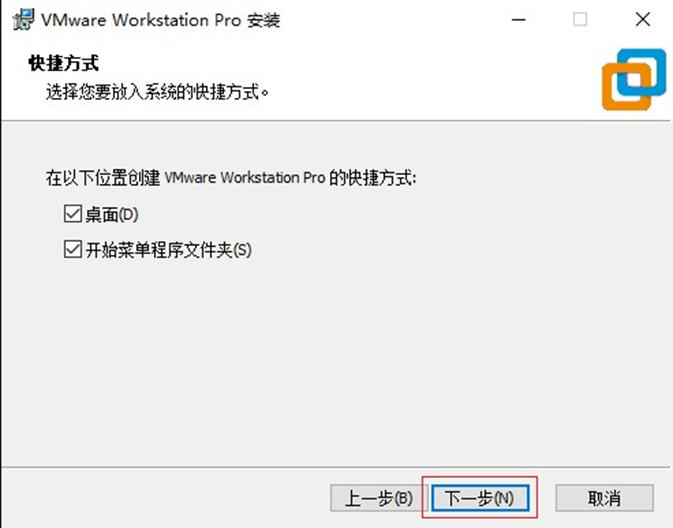 VMware Workstation Pro 安装
快捷方式
选择您要放入系统的快捷方式。
在以下位置创建 VMware Workstation Pro 的快捷方式:
桌面(D)
开始菜单程序文件夹(S)
上一步(B) 下一步(N) 取消